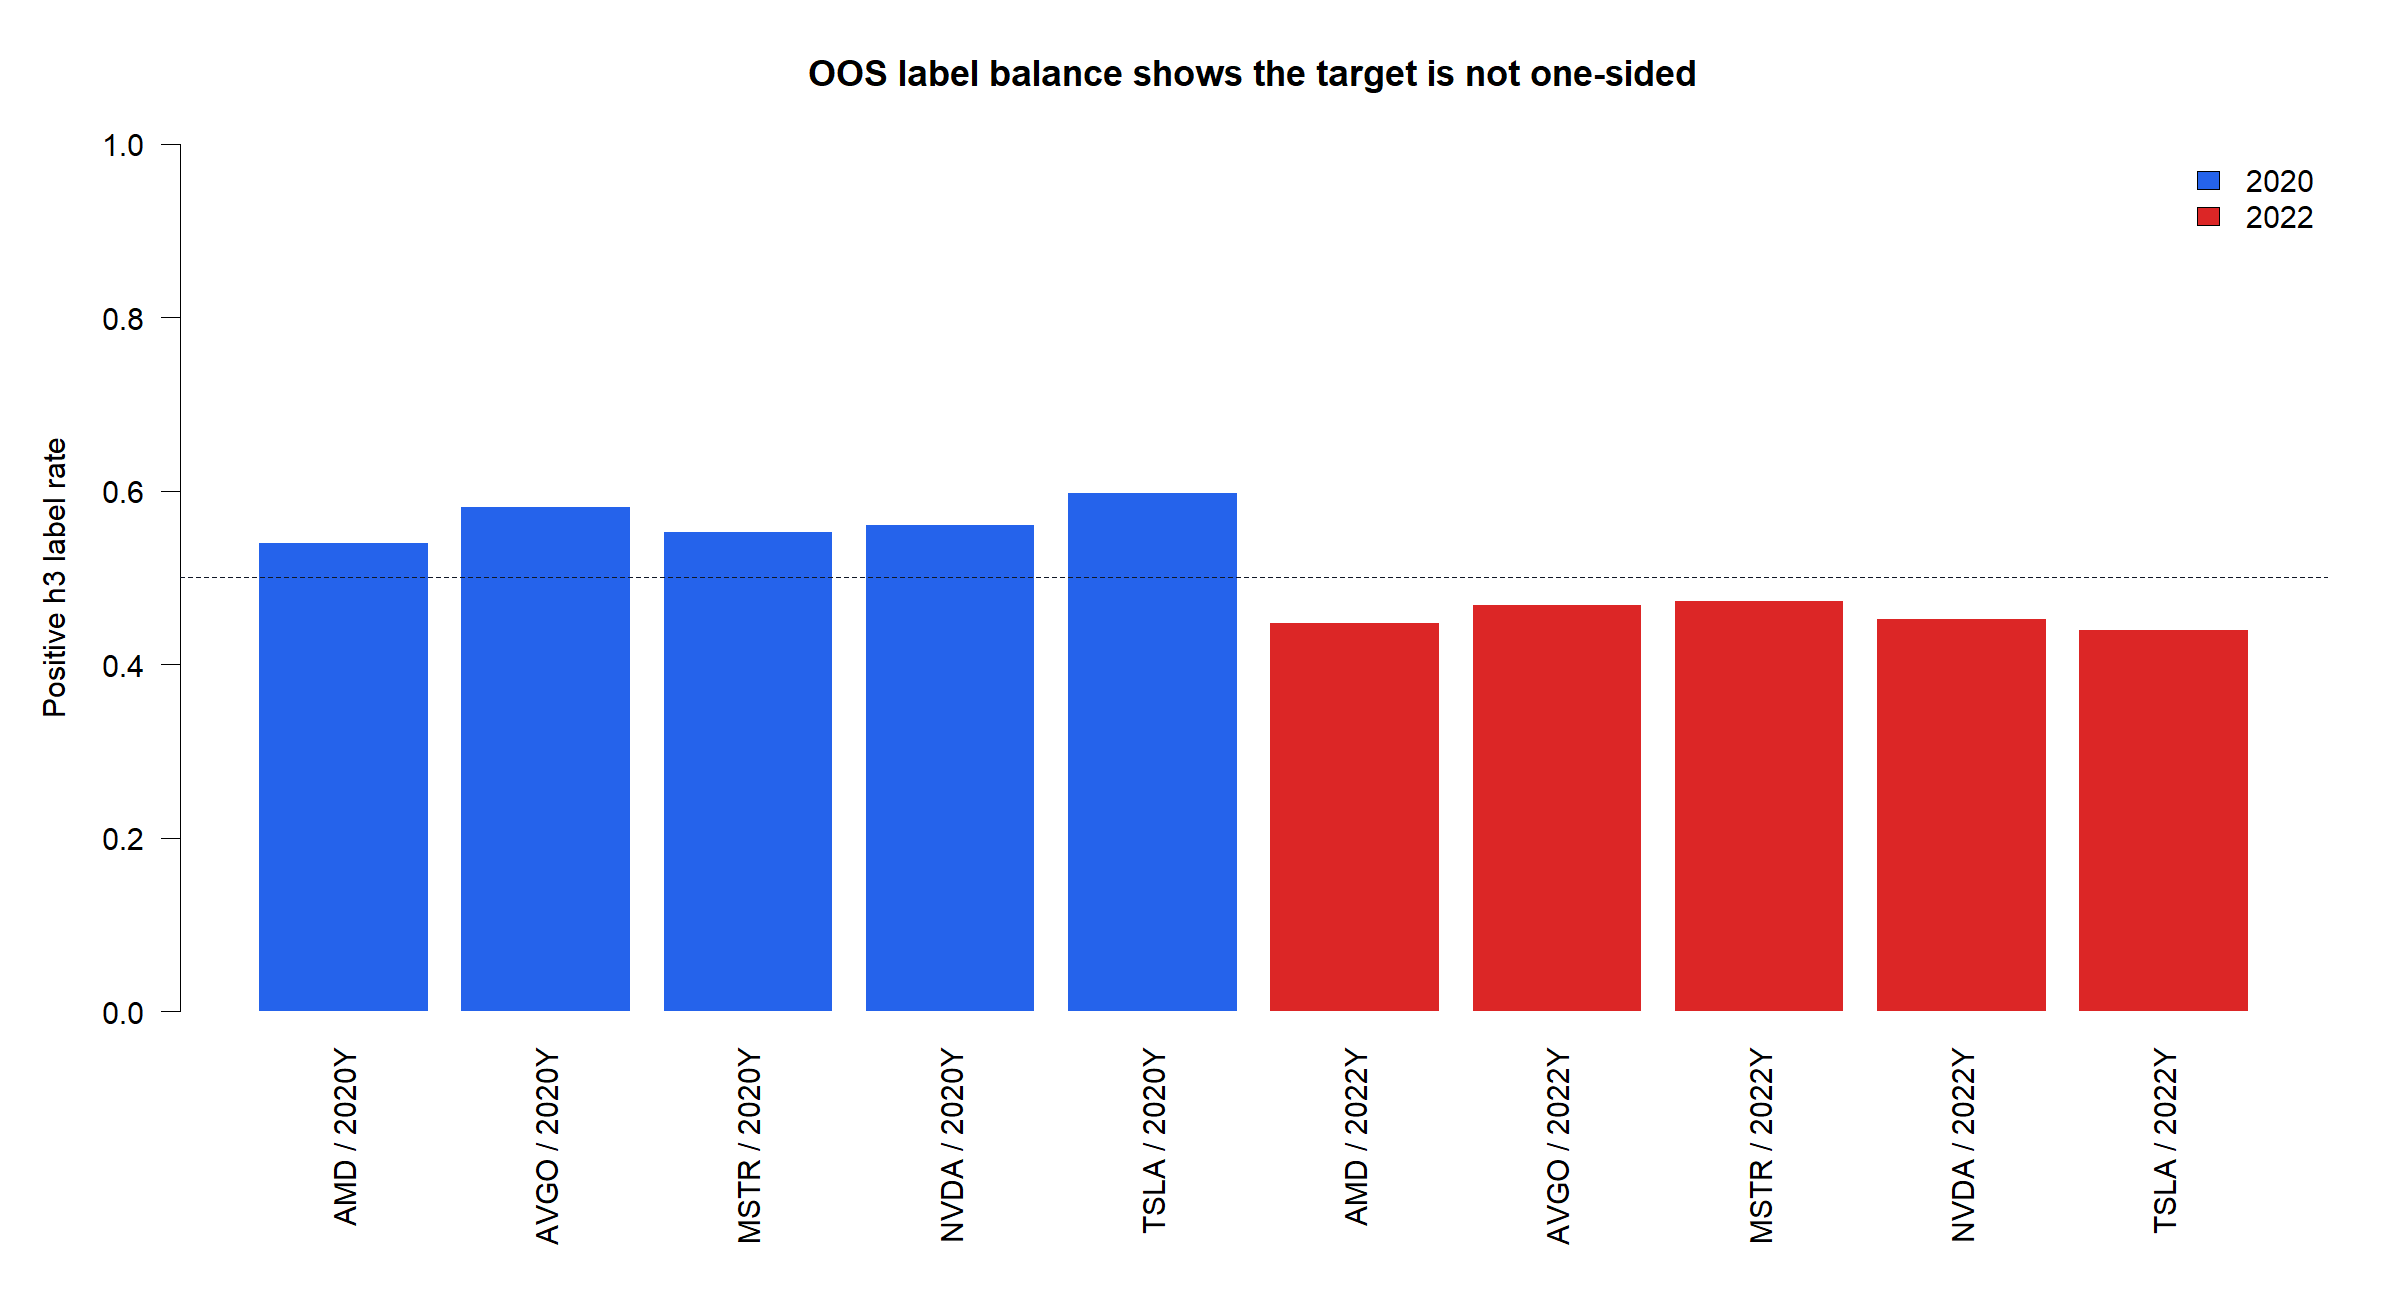 OOS label balance shows the target is not one-sided
2020
2022
Positive h3 label rate
1.0
0.8
0.6
0.4
0.2
0.0
AMD / 2020Y
AVGO / 2020Y
MSTR / 2020Y
NVDA / 2020Y
TSLA / 2020Y
AMD / 2022Y
AVGO / 2022Y
MSTR / 2022Y
NVDA / 2022Y
TSLA / 2022Y